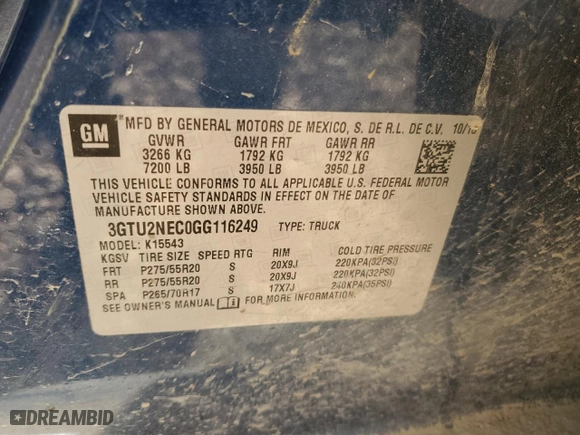 GM
MFD BY GENERAL MOTORS DE MEXICO, S. DE R.L. DE C.V.
GVWR GAWR FRT GAWR RR
3266 KG 1792 KG 1792 KG
7200 LB 3950 LB 3950 LB
THIS VEHICLE CONFORMS TO ALL APPLICABLE U.S. FEDERAL MOTOR
VEHICLE SAFETY STANDARDS IN EFFECT ON THE DATE OF
MANUFACTURE SHOWN ABOVE.
3GTU2NEC0GG116249 TYPE: TRUCK
MODEL: K15543
KGSV TIRE SIZE SPEED RTG RIM COLD TIRE PRESSURE
FRT P275/55R20 S 20X9J 220KPA(32PSI)
RR P275/55R20 S 20X9J 220KPA(32PSI)
SPA P265/70R17 S 17X7J 240KPA(35PSI)
SEE OWNER'S MANUAL FOR MORE INFORMATION.
DREAMBID